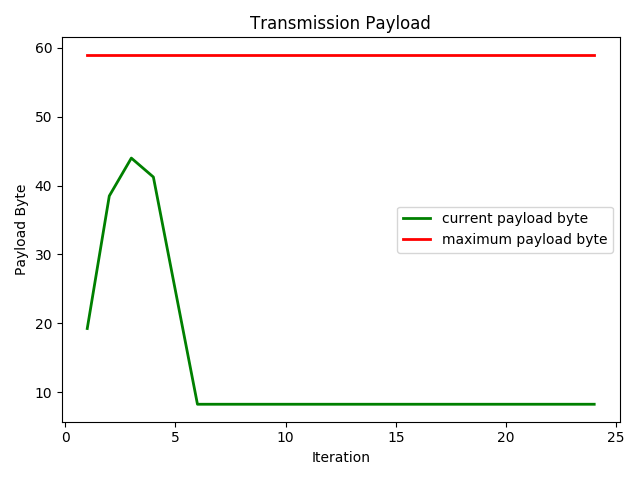 Transmission Payload
Payload Byte
60
50
40
30
20
10
current payload byte
maximum payload byte
0
5
10
15
20
25
Iteration